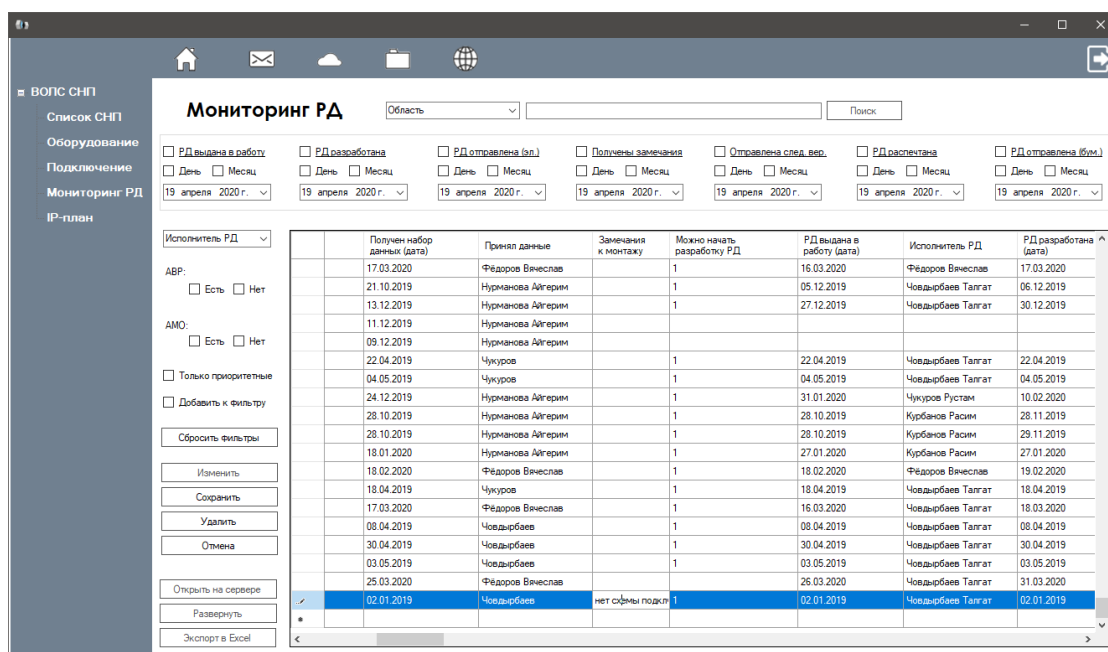 ВОЛС СНП
Список СНП
Оборудование
Подключение
Мониторинг РД
IP-план
Мониторинг РД Область Поиск
РД выдана в работу РД разработана РД отправлена (эл.) Получены замечания Отправлена след. вер. РД распечтана РД отправлена (бум.)
День Месяц День Месяц День Месяц День Месяц День Месяц День Месяц День Месяц
19 апреля 2020 г. 19 апреля 2020 г. 19 апреля 2020 г. 19 апреля 2020 г. 19 апреля 2020 г. 19 апреля 2020 г. 19 апреля 2020 г.
Исполнитель РД
АВР:
Есть Нет
АМО:
Есть Нет
Только приоритетные
Добавить к фильтру
Сбросить фильтры
Изменить
Сохранить
Удалить
Отмена
Открыть на сервере
Развернуть
Экспорт в Excel
Получен набор данных (дата) Принял данные Замечания к монтажу Можно начать разработку РД РД выдана в работу (дата) Исполнитель РД РД разработана (дата)
17.03.2020 Фёдоров Вячеслав 1 16.03.2020 Фёдоров Вячеслав 17.03.2020
21.10.2019 Нурманова Айгерим 1 05.12.2019 Човдырбаев Талгат 06.12.2019
13.12.2019 Нурманова Айгерим 1 27.12.2019 Човдырбаев Талгат 30.12.2019
11.12.2019 Нурманова Айгерим
09.12.2019 Нурманова Айгерим
22.04.2019 Чукуров 1 22.04.2019 Човдырбаев Талгат 22.04.2019
04.05.2019 Чукуров 1 04.05.2019 Човдырбаев Талгат 04.05.2019
24.12.2019 Нурманова Айгерим 1 31.01.2020 Чукуров Рустам 10.02.2020
28.10.2019 Нурманова Айгерим 1 28.10.2019 Курбанов Расим 28.11.2019
28.10.2019 Нурманова Айгерим 1 28.10.2019 Курбанов Расим 29.11.2019
18.01.2020 Нурманова Айгерим 1 27.01.2020 Курбанов Расим 27.01.2020
18.02.2020 Фёдоров Вячеслав 1 18.02.2020 Фёдоров Вячеслав 19.02.2020
18.04.2019 Чукуров 1 18.04.2019 Човдырбаев Талгат 18.04.2019
17.03.2020 Фёдоров Вячеслав 1 16.03.2020 Човдырбаев Талгат 18.03.2020
08.04.2019 Човдырбаев 1 08.04.2019 Човдырбаев Талгат 08.04.2019
30.04.2019 Човдырбаев 1 30.04.2019 Човдырбаев Талгат 30.04.2019
03.05.2019 Човдырбаев 1 03.05.2019 Човдырбаев Талгат 03.05.2019
25.03.2020 Фёдоров Вячеслав 26.03.2020 Човдырбаев Талгат 31.03.2020
02.01.2019 Човдырбаев нет схемы подкл 1 02.01.2019 Човдырбаев Талгат 02.01.2019